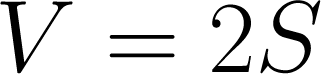 V = 2S